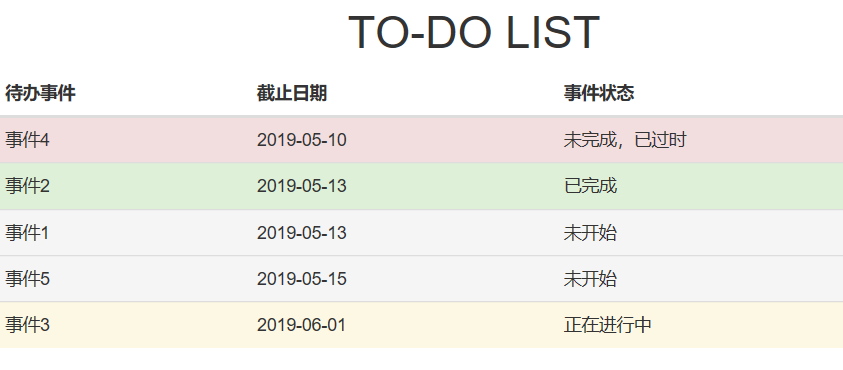 TO-DO LIST
待办事件 截止日期 事件状态
事件4 2019-05-10 未完成，已过时
事件2 2019-05-13 已完成
事件1 2019-05-13 未开始
事件5 2019-05-15 未开始
事件3 2019-06-01 正在进行中